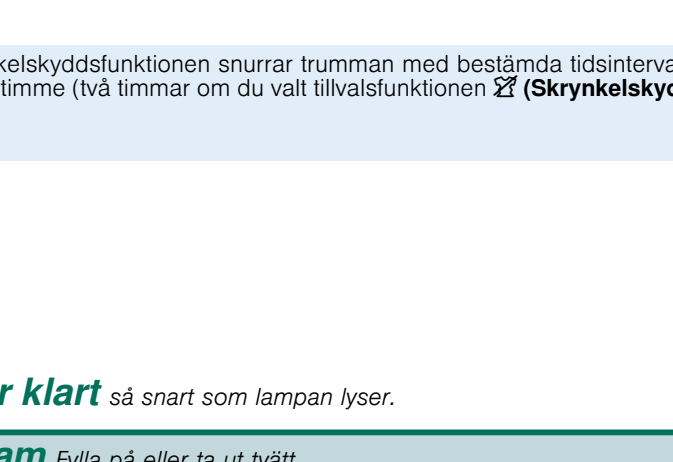 kelskyddsfunktionen snurrar trumman med bestämda tidsinterva
timme (två timmar om du valt tillvalsfunktionen (Skrynkelskyd
r klart så snart som lampan lyser.
am Fylla på eller ta ut tvätt